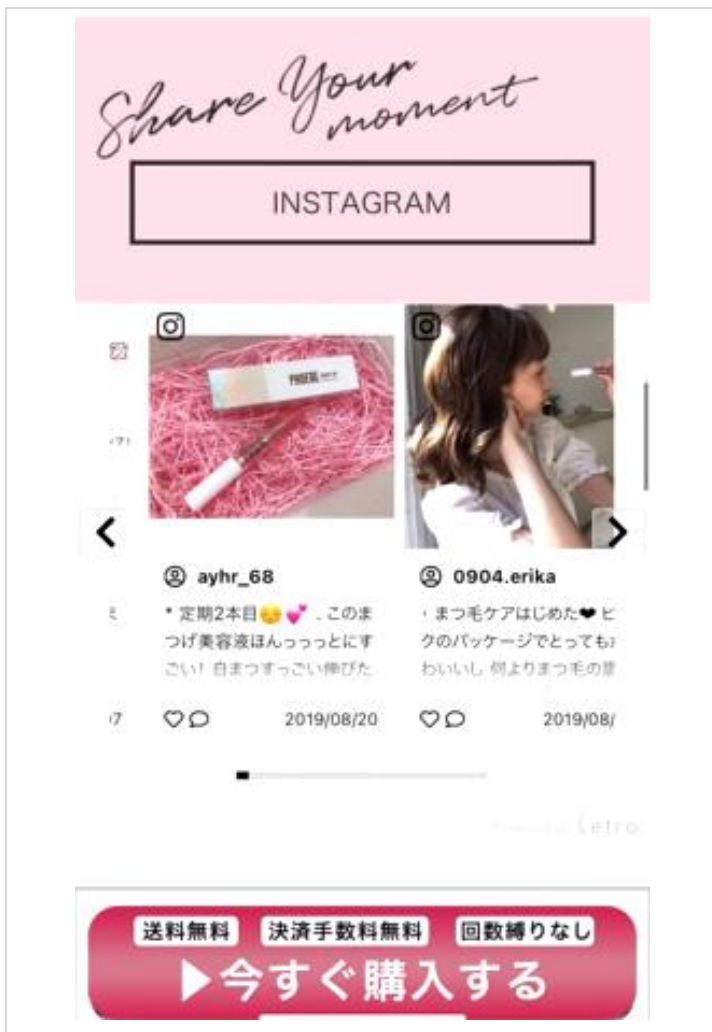 Share Your
moment
INSTAGRAM
PHOEBE
ayhr_68
0904.erika
* 定期2本目😌💕 . このま
つげ美容液ほんっっっとにす
ごい! 自まつすっごい伸びた
· まつ毛ケアはじめた❤ ピ
クのパッケージでとっても
わいいし 何よりまつ毛の
2019/08/20
2019/08/
送料無料 決済手数料無料 回数縛りなし
▶今すぐ購入する